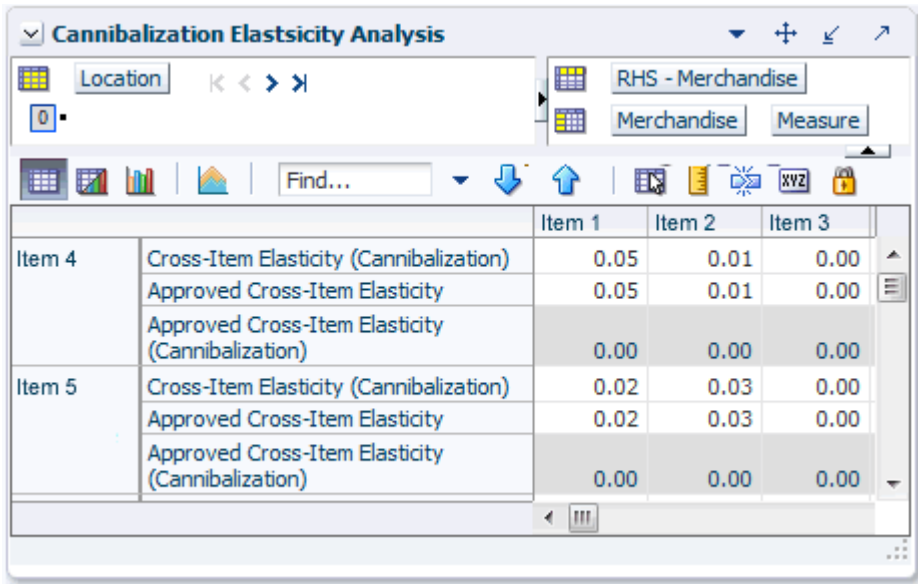 Cannibalization Elastsicity Analysis
Location
RHS - Merchandise
0
Merchandise Measure
Find... XYZ
Item 1 Item 2 Item 3
Item 4 Cross-Item Elasticity (Cannibalization) 0.05 0.01 0.00
Approved Cross-Item Elasticity 0.05 0.01 0.00
Approved Cross-Item Elasticity
(Cannibalization) 0.00 0.00 0.00
Item 5 Cross-Item Elasticity (Cannibalization) 0.02 0.03 0.00
Approved Cross-Item Elasticity 0.02 0.03 0.00
Approved Cross-Item Elasticity
(Cannibalization) 0.00 0.00 0.00